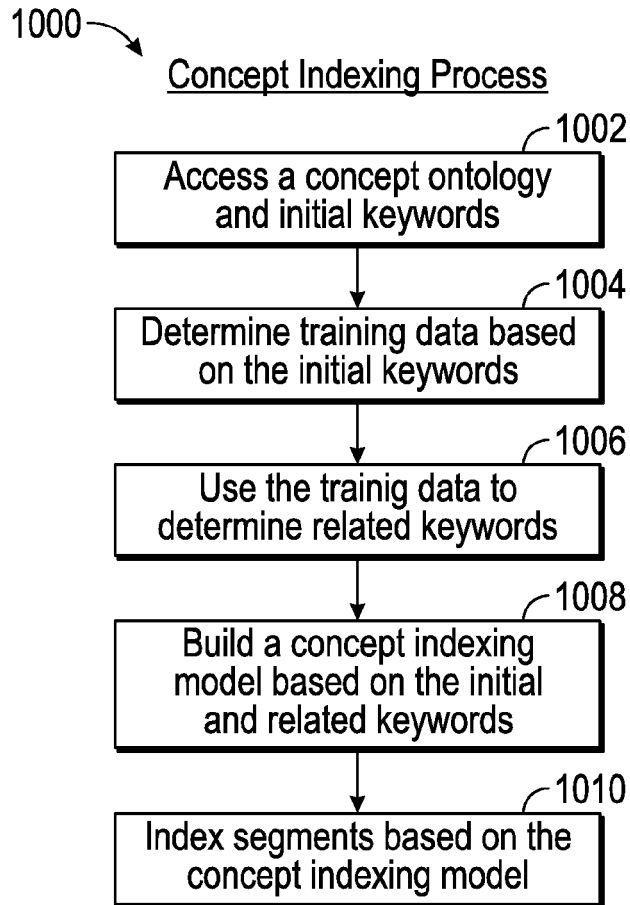 1000
Concept Indexing Process
1002
Access a concept ontology
and initial keywords
1004
Determine training data based
on the initial keywords
1006
Use the trainig data to
determine related keywords
1008
Build a concept indexing
model based on the initial
and related keywords
1010
Index segments based on the
concept indexing model